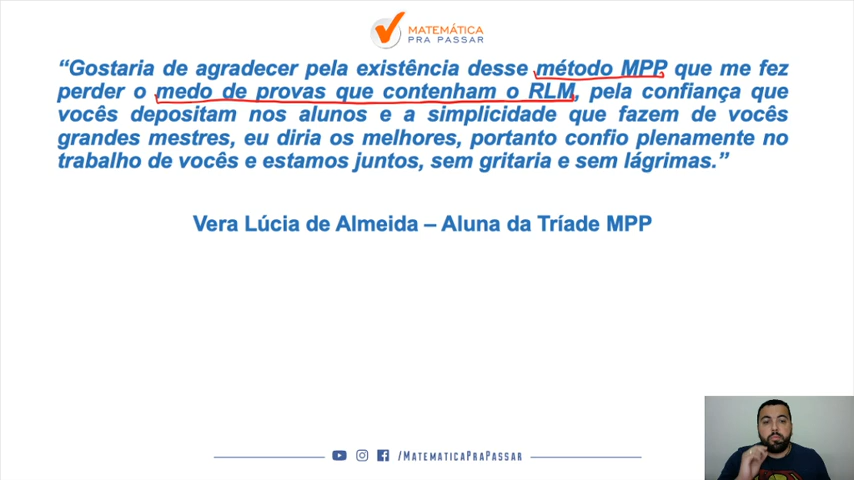 MATEMÁTICA
PRA PASSAR
“Gostaria de agradecer pela existência desse método MPP, que me fez
perder o medo de provas que contenham o RLM, pela confiança que
vocês depositam nos alunos e a simplicidade que fazem de vocês
grandes mestres, eu diria os melhores, portanto confio plenamente no
trabalho de vocês e estamos juntos, sem gritaria e sem lágrimas.”
Vera Lúcia de Almeida – Aluna da Tríade MPP
/MATEMATICAPRAPASSAR